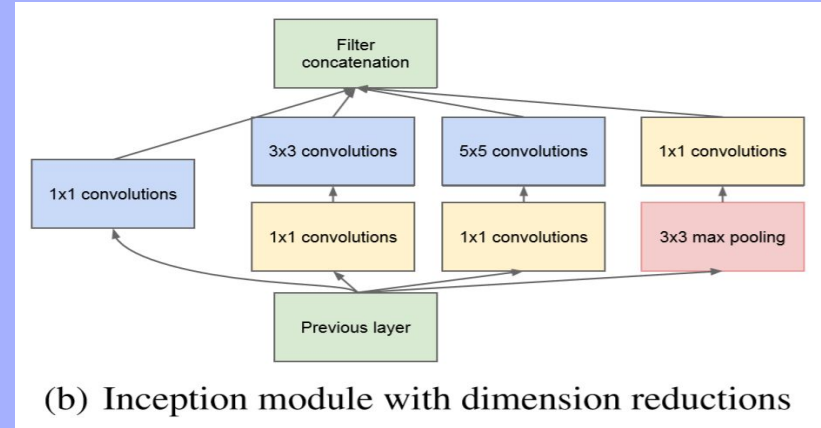 Filter
concatenation
3x3 convolutions
5x5 convolutions
1x1 convolutions
1x1 convolutions
1x1 convolutions
1x1 convolutions
3x3 max pooling
Previous layer
(b) Inception module with dimension reductions